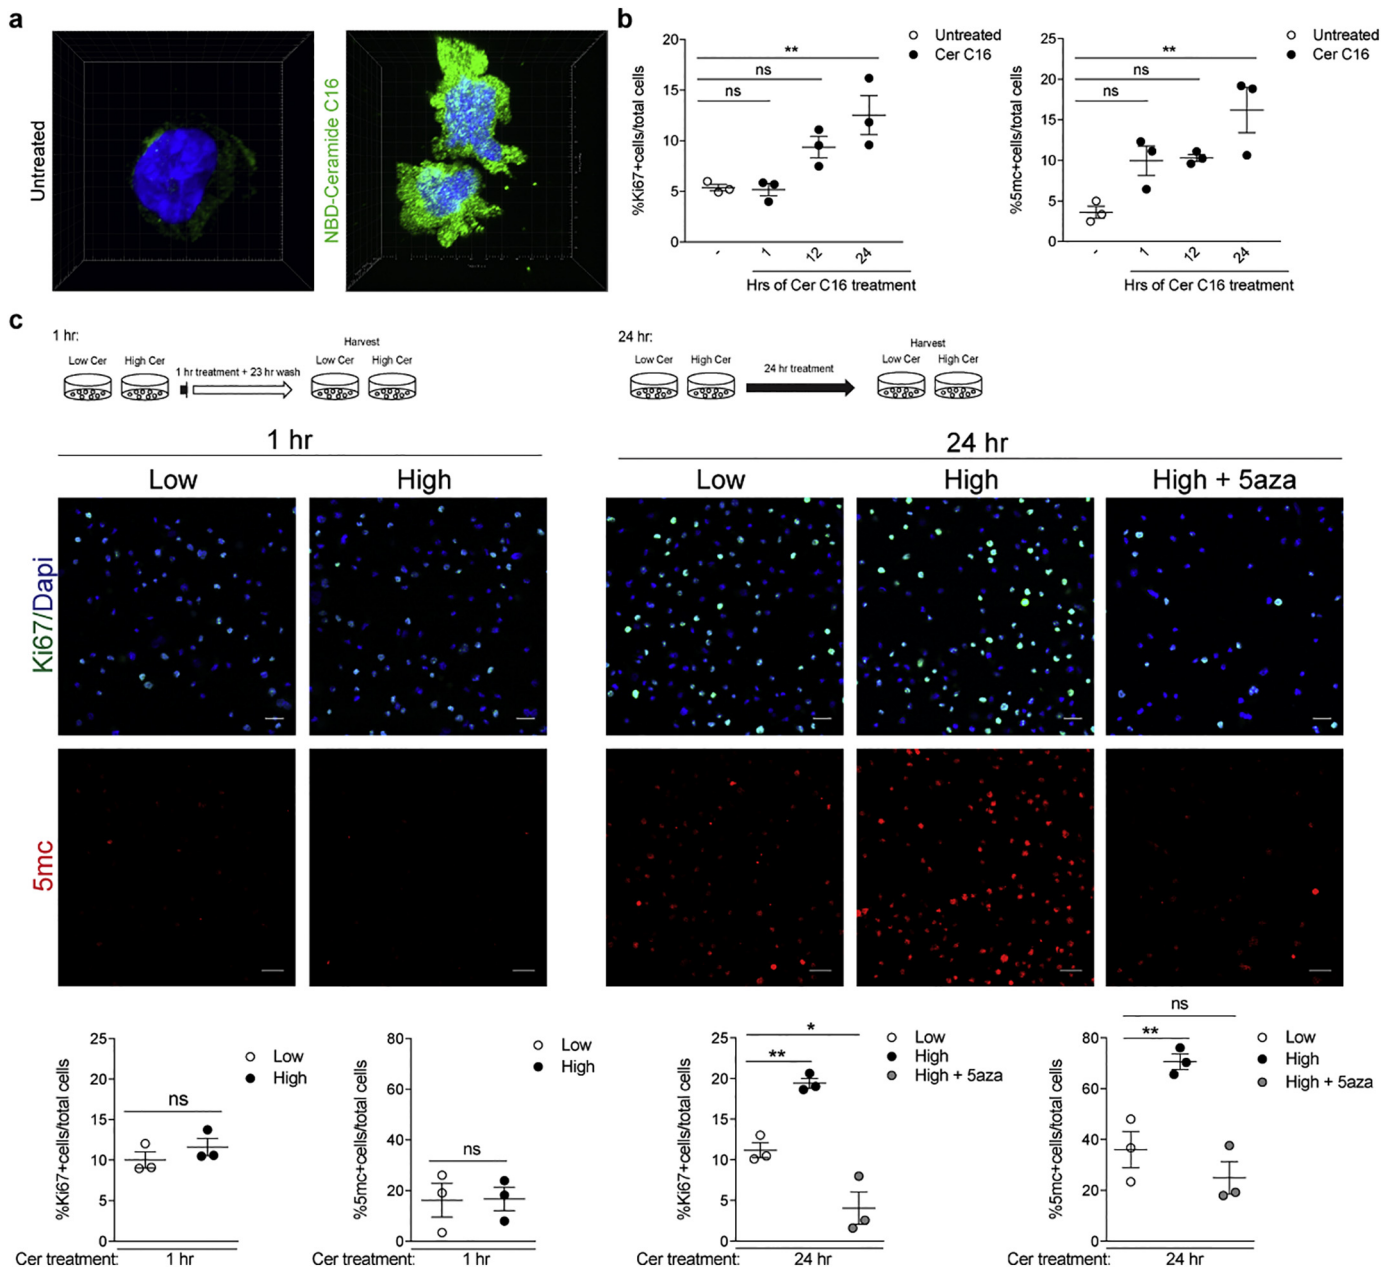 a
Untreated
NBD-Ceramide C16
b
Untreated
Cer C16
%Ki67+cells/total cells
20
15
10
5
0
ns
ns
**
-
1
12
24
Hrs of Cer C16 treatment
Untreated
Cer C16
%5mc+cells/total cells
25
20
15
10
5
0
ns
ns
**
-
1
12
24
Hrs of Cer C16 treatment
c
1 hr:
Low Cer
High Cer
1 hr treatment + 23 hr wash
Harvest
Low Cer
High Cer
24 hr:
Low Cer
High Cer
24 hr treatment
Harvest
Low Cer
High Cer
1 hr
24 hr
Low
High
Low
High
High + 5aza
Ki67/Dapi
5mc
%Ki67+cells/total cells
25
20
15
10
5
0
ns
Low
High
Cer treatment:
1 hr
%5mc+cells/total cells
80
60
40
20
0
ns
Low
High
Cer treatment:
1 hr
%Ki67+cells/total cells
25
20
15
10
5
0
*
**
Low
High
High + 5aza
Cer treatment:
24 hr
%5mc+cells/total cells
80
60
40
20
0
ns
**
Low
High
High + 5aza
Cer treatment:
24 hr